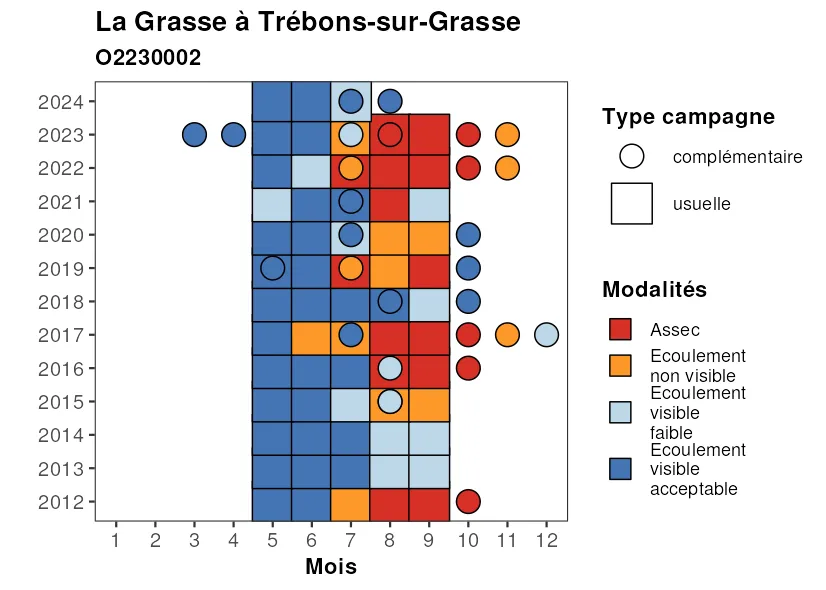 La Grasse à Trébons-sur-Grasse
O2230002
2024
2023
2022
2021
2020
2019
2018
2017
2016
2015
2014
2013
2012
1 2 3 4 5 6 7 8 9 10 11 12
Mois
Type campagne
complémentaire
usuelle
Modalités
Assec
Ecoulement
non visible
Ecoulement
visible
faible
Ecoulement
visible
acceptable